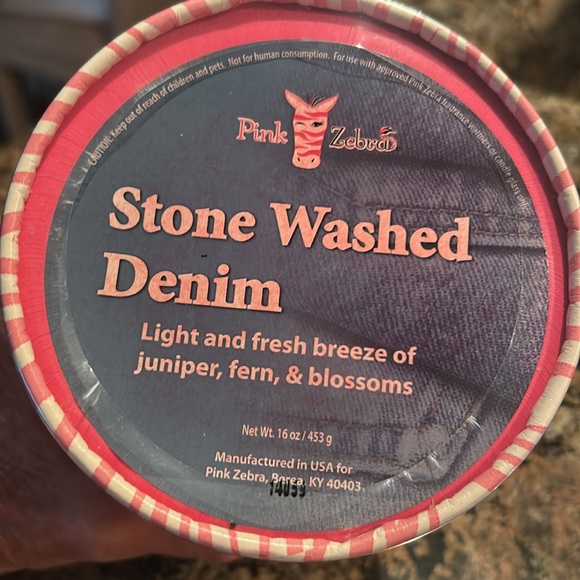 CAUTION: Keep out of reach of children and pets. Not for human consumption. For use with approved Pink Zebra fragrance warmers or candle glass only.
Pink Zebra
Stone Washed
Denim
Light and fresh breeze of
juniper, fern, & blossoms
Net Wt. 16 oz / 453 g
Manufactured in USA for
Pink Zebra, Berea, KY 40403
14059